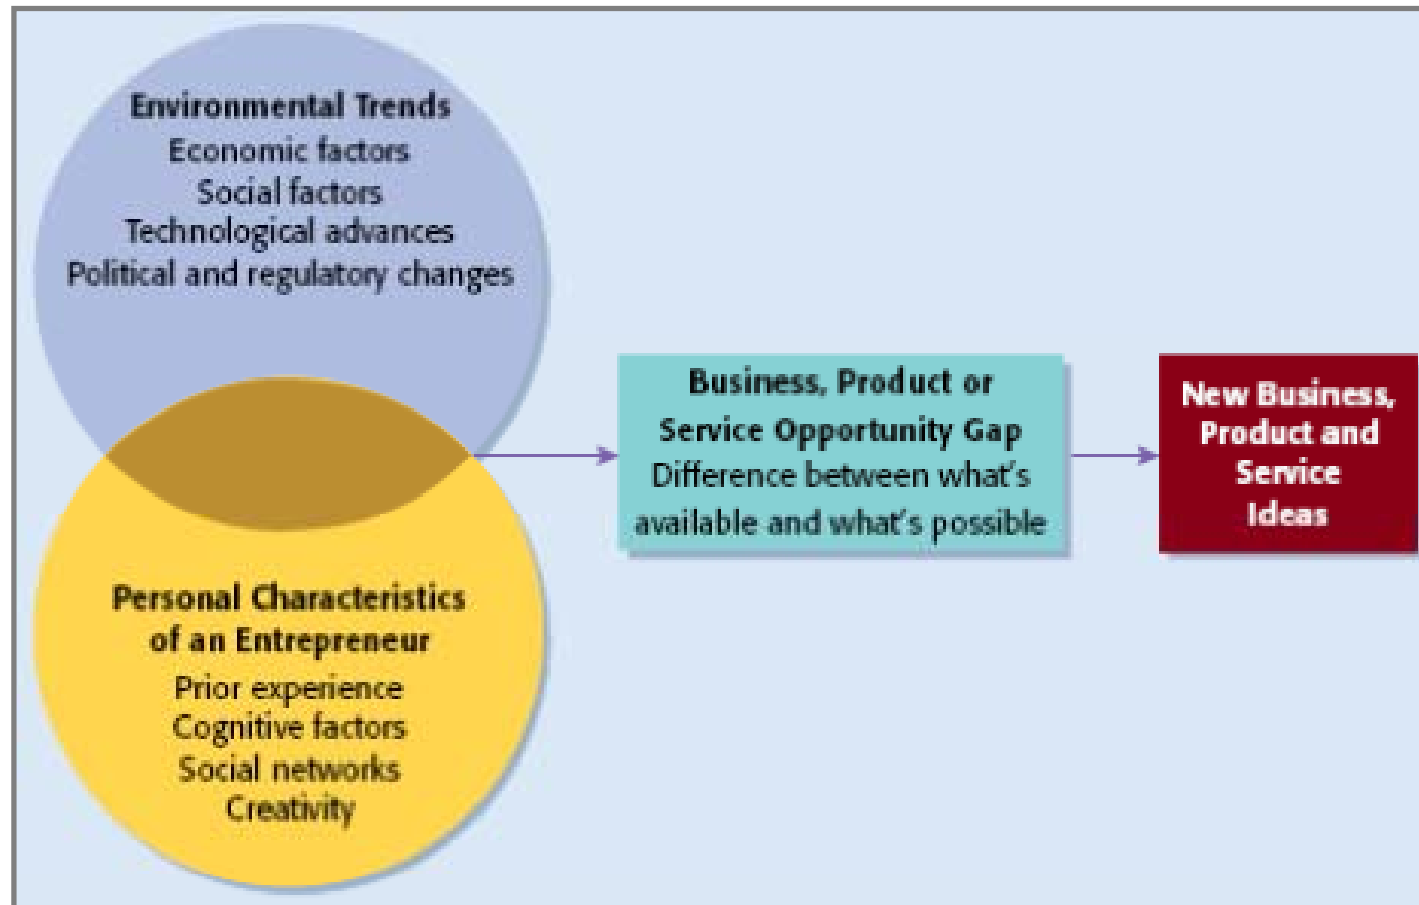 Environmental Trends
Economic factors
Social factors
Technological advances
Political and regulatory changes
Personal Characteristics
of an Entrepreneur
Prior experience
Cognitive factors
Social networks
Creativity
Business, Product or
Service Opportunity Gap
Difference between what's
available and what's possible
New Business,
Product and
Service
Ideas